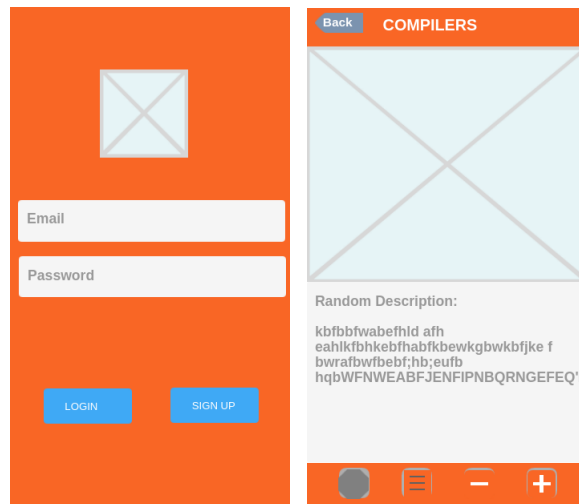 Email
Password
LOGIN
SIGN UP
Back
COMPILERS
Random Description:
kbfbbfwabefhld afh
eahlkfbhkebfhabfkbewkgbwkbfjke f
bwrafbwfbebf;hb;eufb
hqbWFNWEABFJENFIPNBQRNGEFEQ'